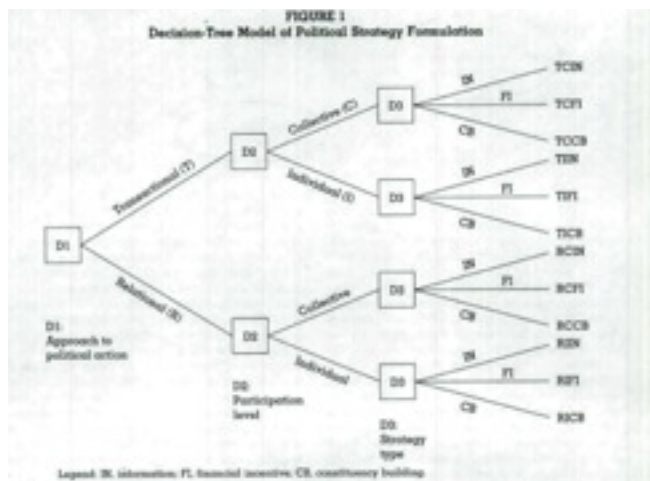 FIGURE 1
Decision-Tree Model of Political Strategy Formulation
IN
TCIN
Collective (C)
D3
FI
TCFI
CB
TCCB
D2
Transactional (T)
Individual (I)
IN
TIIN
D3
FI
TIFI
CB
TICB
D1
Relational (R)
IN
RCIN
Collective
D3
FI
RCFI
CB
RCCB
D2
Individual
IN
RIIN
D3
FI
RIFI
CB
RICB
D1:
Approach to
political action
D2:
Participation
level
D3:
Strategy
type
Legend: IN, information; FI, financial incentive; CB, constituency building.